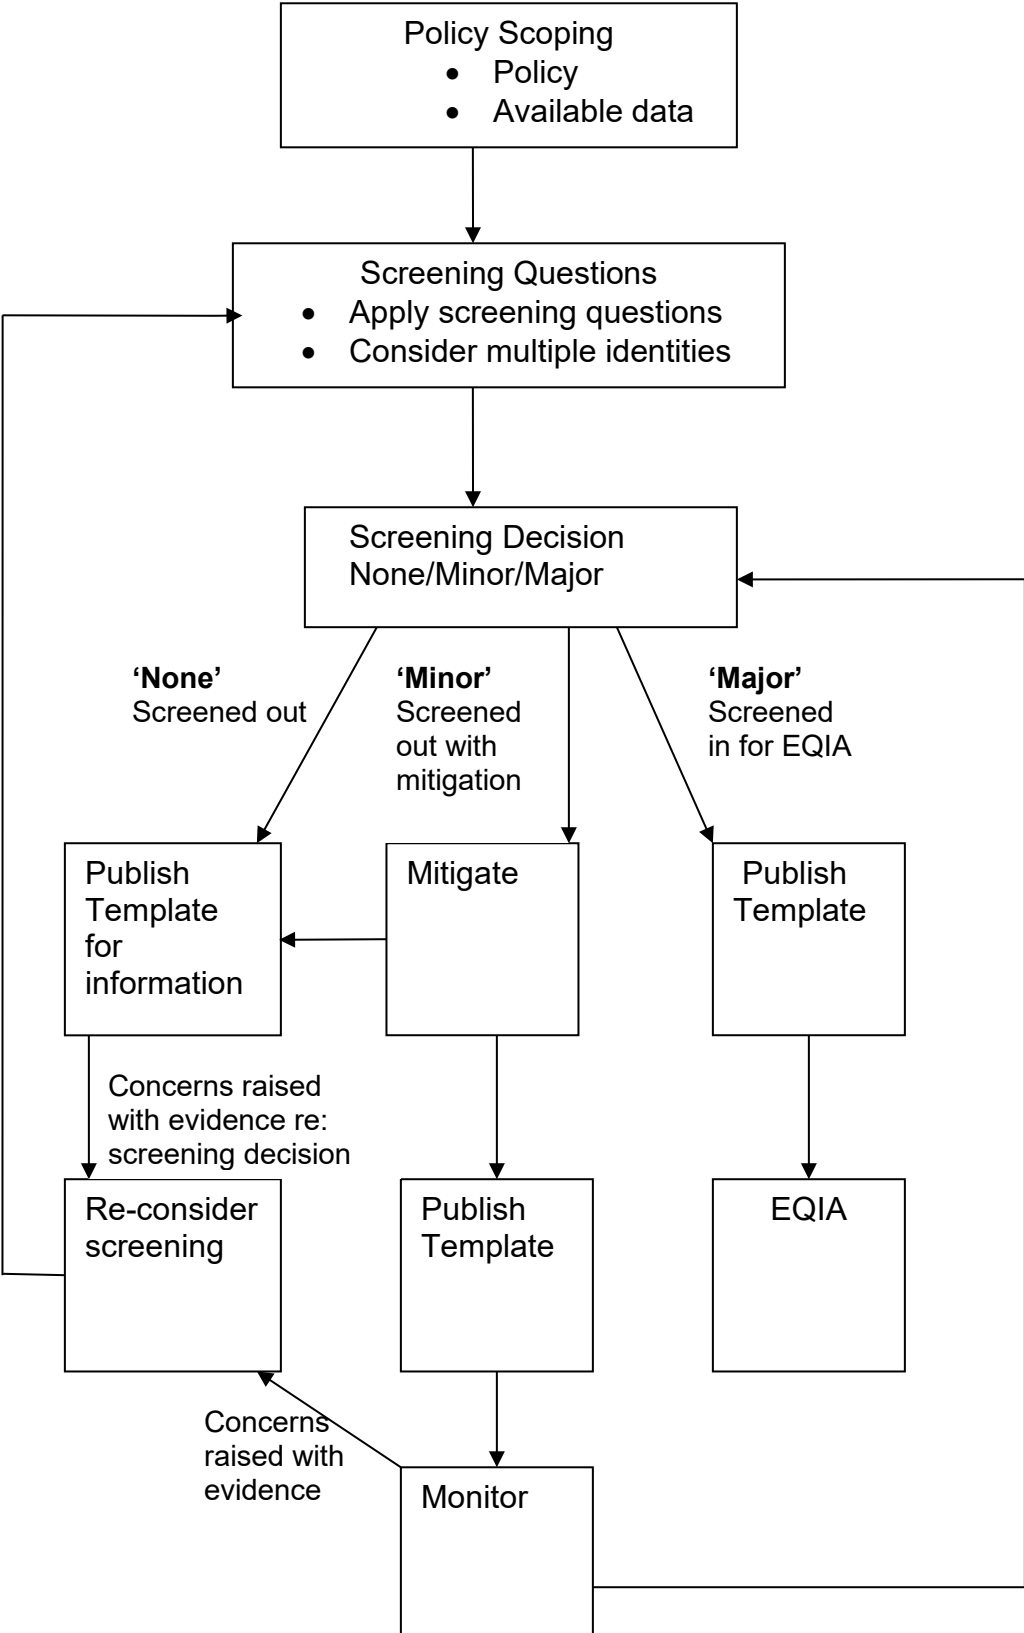 Policy Scoping
• Policy
• Available data
Screening Questions
• Apply screening questions
• Consider multiple identities
Screening Decision
None/Minor/Major
‘None’
Screened out
‘Minor’
Screened
out with
mitigation
‘Major’
Screened
in for EQIA
Publish
Template
for
information
Mitigate
Publish
Template
Concerns raised
with evidence re:
screening decision
Re-consider
screening
Publish
Template
EQIA
Concerns
raised with
evidence
Monitor